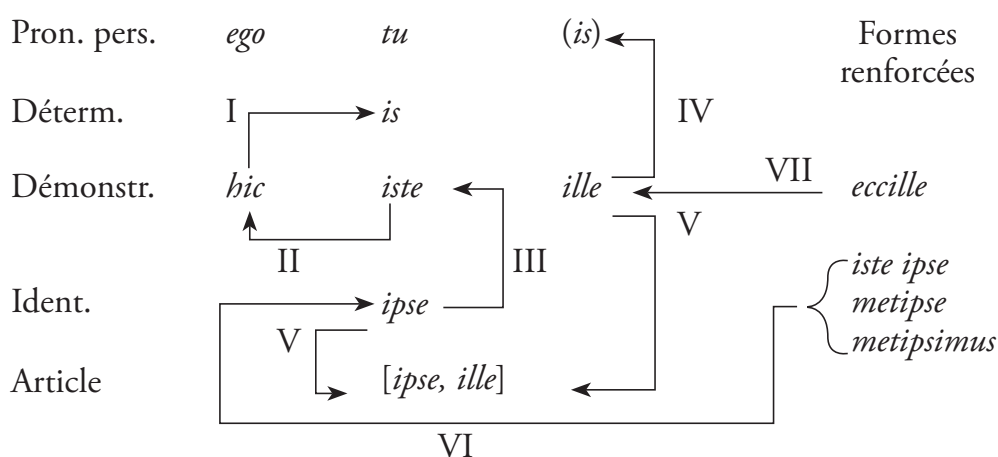 Pron. pers. ego tu (is) Formes
renforcées
Déterm. I is IV
Démonstr. hic iste ille VII eccille
II III V
Ident. ipse iste ipse
metipse
metipsimus
V
Article [ipse, ille]
VI